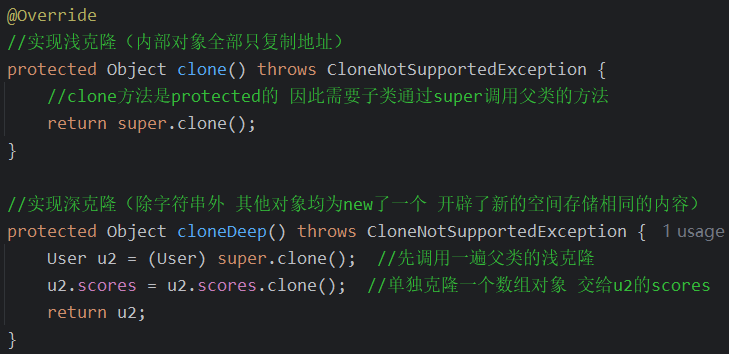 @Override
//实现浅克隆（内部对象全部只复制地址）
protected Object clone() throws CloneNotSupportedException {
    //clone方法是protected的 因此需要子类通过super调用父类的方法
    return super.clone();
}

//实现深克隆（除字符串外 其他对象均为new了一个 开辟了新的空间存储相同的内容）
protected Object cloneDeep() throws CloneNotSupportedException { 1 usage
    User u2 = (User) super.clone();  //先调用一遍父类的浅克隆
    u2.scores = u2.scores.clone();  //单独克隆一个数组对象 交给u2的scores
    return u2;
}